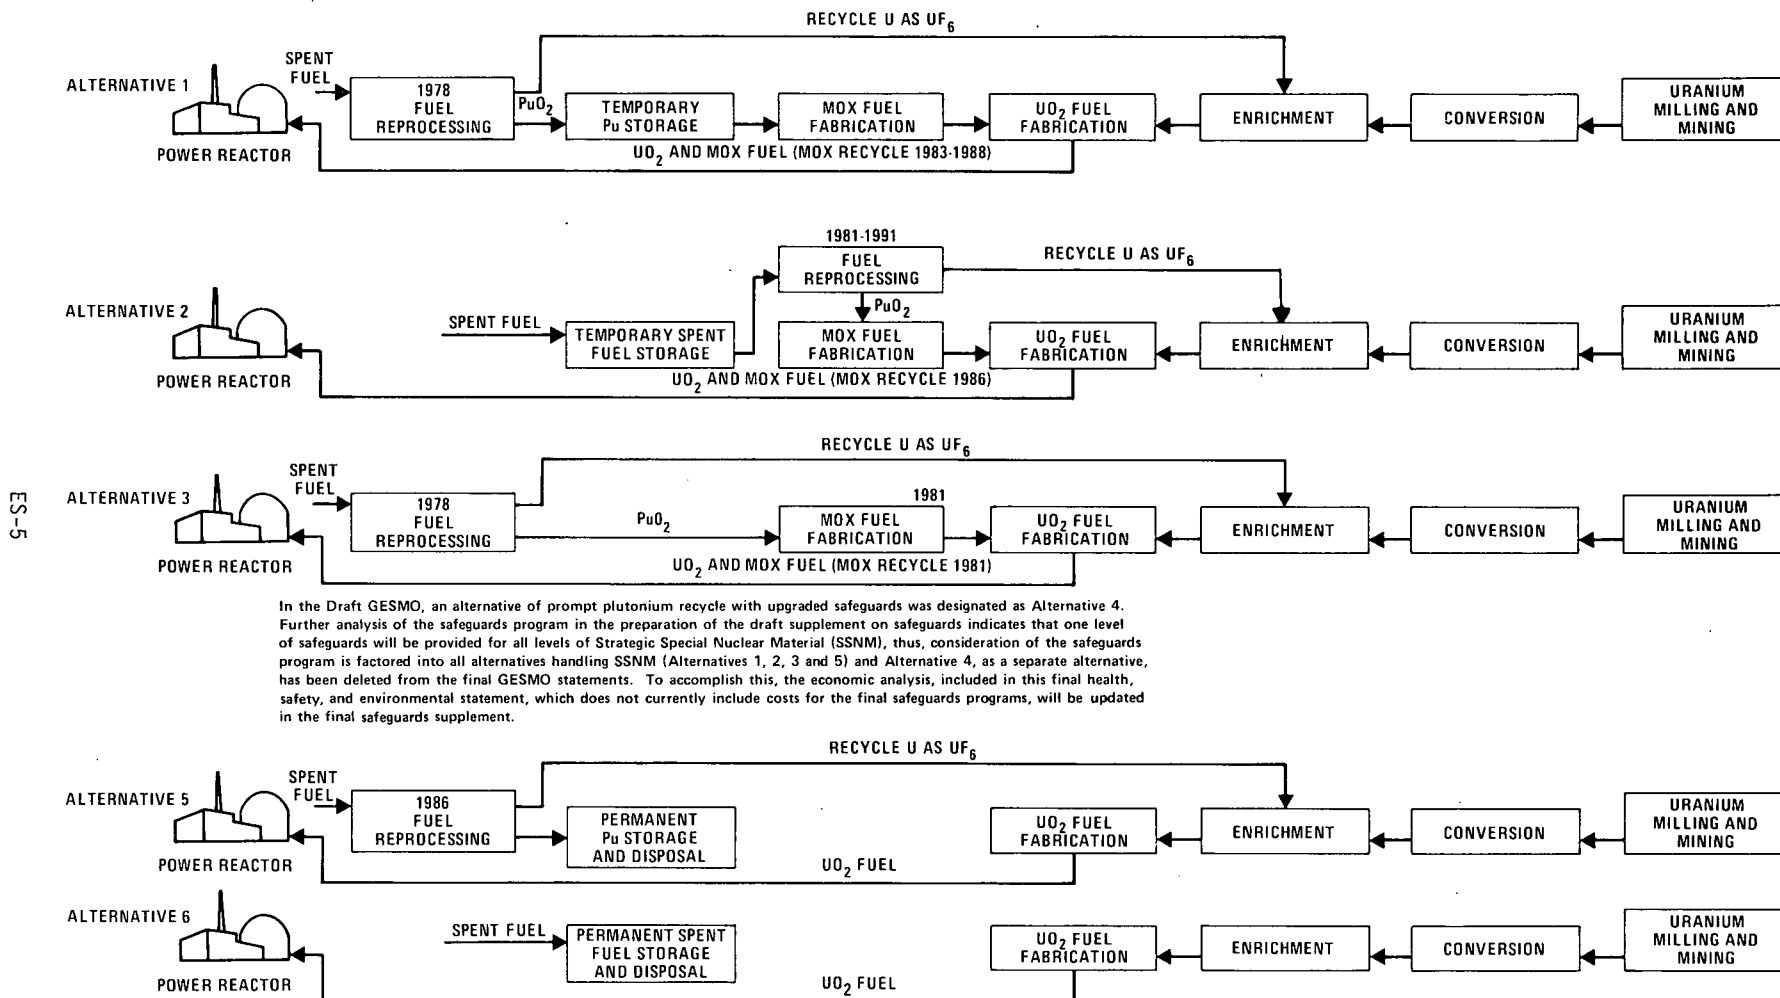 RECYCLE U AS UF6
ALTERNATIVE 1
SPENT
FUEL
1978
FUEL
REPROCESSING
PuO2
TEMPORARY
Pu STORAGE
MOX FUEL
FABRICATION
UO2 FUEL
FABRICATION
ENRICHMENT
CONVERSION
URANIUM
MILLING AND
MINING
POWER REACTOR
UO2 AND MOX FUEL (MOX RECYCLE 1983-1988)
1981-1991
FUEL
REPROCESSING
RECYCLE U AS UF6
PuO2
ALTERNATIVE 2
SPENT FUEL
TEMPORARY SPENT
FUEL STORAGE
MOX FUEL
FABRICATION
UO2 FUEL
FABRICATION
ENRICHMENT
CONVERSION
URANIUM
MILLING AND
MINING
POWER REACTOR
UO2 AND MOX FUEL (MOX RECYCLE 1986)
RECYCLE U AS UF6
ALTERNATIVE 3
SPENT
FUEL
1978
FUEL
REPROCESSING
PuO2
1981
MOX FUEL
FABRICATION
UO2 FUEL
FABRICATION
ENRICHMENT
CONVERSION
URANIUM
MILLING AND
MINING
POWER REACTOR
UO2 AND MOX FUEL (MOX RECYCLE 1981)
ES-5
In the Draft GESMO, an alternative of prompt plutonium recycle with upgraded safeguards was designated as Alternative 4.
Further analysis of the safeguards program in the preparation of the draft supplement on safeguards indicates that one level
of safeguards will be provided for all levels of Strategic Special Nuclear Material (SSNM), thus, consideration of the safeguards
program is factored into all alternatives handling SSNM (Alternatives 1, 2, 3 and 5) and Alternative 4, as a separate alternative,
has been deleted from the final GESMO statements. To accomplish this, the economic analysis, included in this final health,
safety, and environmental statement, which does not currently include costs for the final safeguards programs, will be updated
in the final safeguards supplement.
RECYCLE U AS UF6
ALTERNATIVE 5
SPENT
FUEL
1986
FUEL
REPROCESSING
PERMANENT
Pu STORAGE
AND DISPOSAL
UO2 FUEL
FABRICATION
ENRICHMENT
CONVERSION
URANIUM
MILLING AND
MINING
POWER REACTOR
UO2 FUEL
ALTERNATIVE 6
SPENT FUEL
PERMANENT SPENT
FUEL STORAGE
AND DISPOSAL
UO2 FUEL
FABRICATION
ENRICHMENT
CONVERSION
URANIUM
MILLING AND
MINING
POWER REACTOR
UO2 FUEL